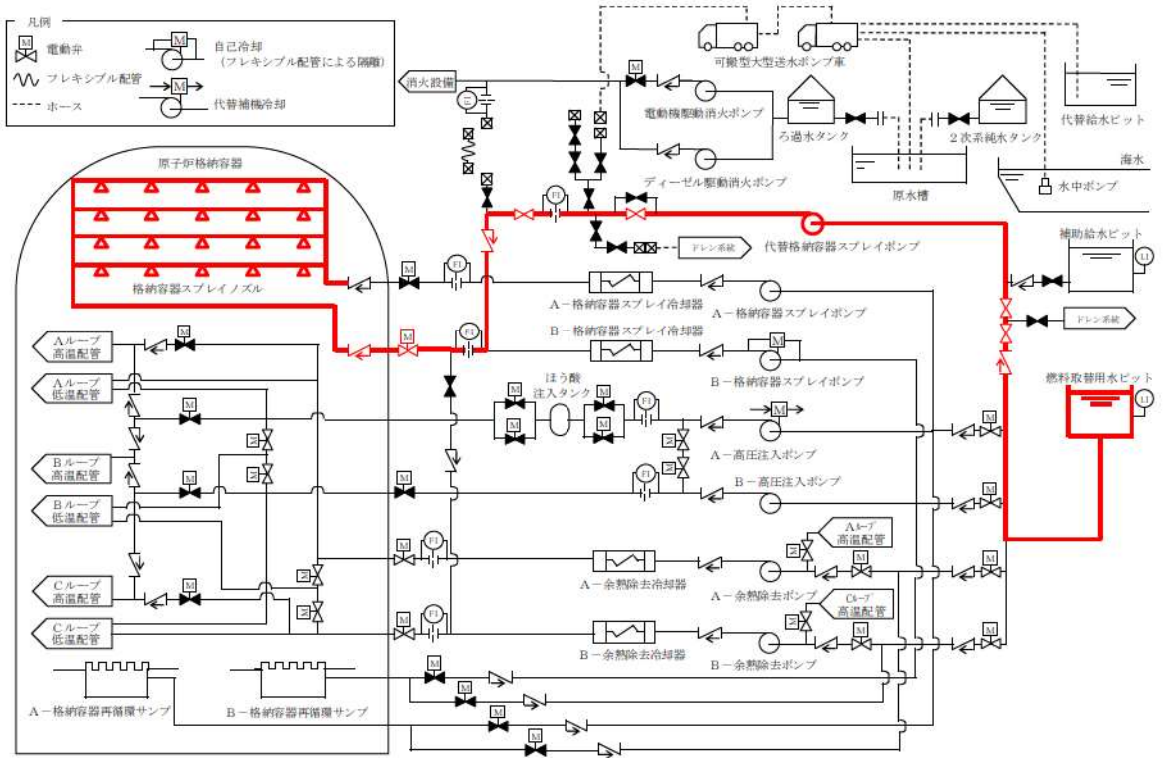 凡例
M
電動弁
フレキシブル配管
ホース
M
自己冷却
(フレキシブル配管による隔離)
M
代替補機冷却
可搬型大型送水ポンプ車
消火設備
M
FI
電動機駆動消火ポンプ
ろ過水タンク
2次系純水タンク
代替給水ピット
ディーゼル駆動消火ポンプ
原水槽
海水
水中ポンプ
原子炉格納容器
FI
代替格納容器スプレイポンプ
ドレン系統
補助給水ピット
LI
ドレン系統
格納容器スプレイノズル
M
FI
A-格納容器スプレイ冷却器
A-格納容器スプレイポンプ
B-格納容器スプレイ冷却器
M
FI
M
B-格納容器スプレイポンプ
燃料取替用水ピット
LI
Aループ
高温配管
M
Aループ
低温配管
ほう酸
注入タンク
M
M
M
M
M
FI
M
A-高圧注入ポンプ
M
M
M
M
Bループ
高温配管
M
Bループ
低温配管
M
M
FI
B-高圧注入ポンプ
M
Aループ
高温配管
M
M
M
FI
A-余熱除去冷却器
A-余熱除去ポンプ
M
M
Cループ
高温配管
M
M
Cループ
高温配管
Cループ
低温配管
M
FI
M
M
M
B-余熱除去冷却器
B-余熱除去ポンプ
A-格納容器再循環サンプ
B-格納容器再循環サンプ
M
M
M
M